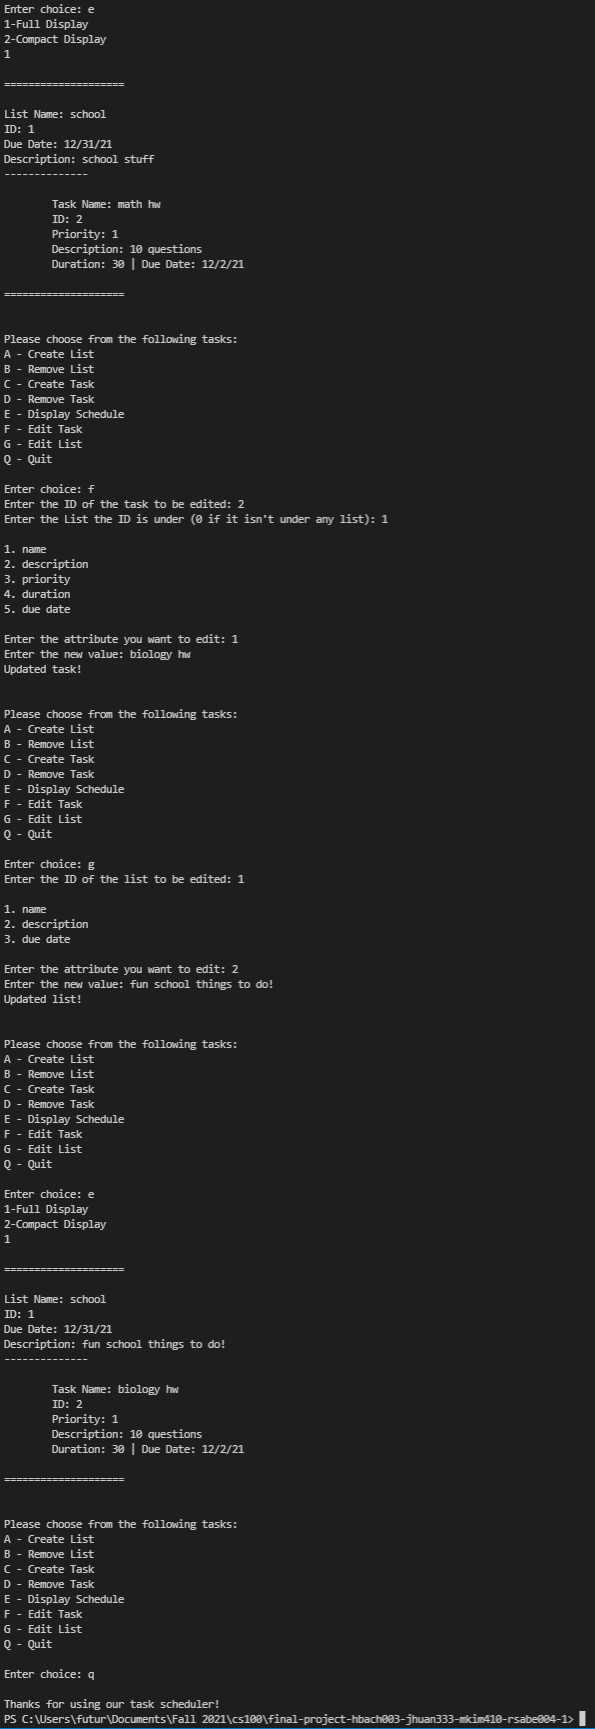 Enter choice: e
1-Full Display
2-Compact Display
1
====================
List Name: school
ID: 1
Due Date: 12/31/21
Description: school stuff
--------------
Task Name: math hw
ID: 2
Priority: 1
Description: 10 questions
Duration: 30 | Due Date: 12/2/21
====================
Please choose from the following tasks:
A - Create List
B - Remove List
C - Create Task
D - Remove Task
E - Display Schedule
F - Edit Task
G - Edit List
Q - Quit
Enter choice: f
Enter the ID of the task to be edited: 2
Enter the List the ID is under (0 if it isn't under any list): 1
1. name
2. description
3. priority
4. duration
5. due date
Enter the attribute you want to edit: 1
Enter the new value: biology hw
Updated task!
Please choose from the following tasks:
A - Create List
B - Remove List
C - Create Task
D - Remove Task
E - Display Schedule
F - Edit Task
G - Edit List
Q - Quit
Enter choice: g
Enter the ID of the list to be edited: 1
1. name
2. description
3. due date
Enter the attribute you want to edit: 2
Enter the new value: fun school things to do!
Updated list!
Please choose from the following tasks:
A - Create List
B - Remove List
C - Create Task
D - Remove Task
E - Display Schedule
F - Edit Task
G - Edit List
Q - Quit
Enter choice: e
1-Full Display
2-Compact Display
1
====================
List Name: school
ID: 1
Due Date: 12/31/21
Description: fun school things to do!
--------------
Task Name: biology hw
ID: 2
Priority: 1
Description: 10 questions
Duration: 30 | Due Date: 12/2/21
====================
Please choose from the following tasks:
A - Create List
B - Remove List
C - Create Task
D - Remove Task
E - Display Schedule
F - Edit Task
G - Edit List
Q - Quit
Enter choice: q
Thanks for using our task scheduler!
PS C:\Users\futur\Documents\Fall 2021\cs100\final-project-hbach003-jhuan333-mkim410-rsabe004-1>